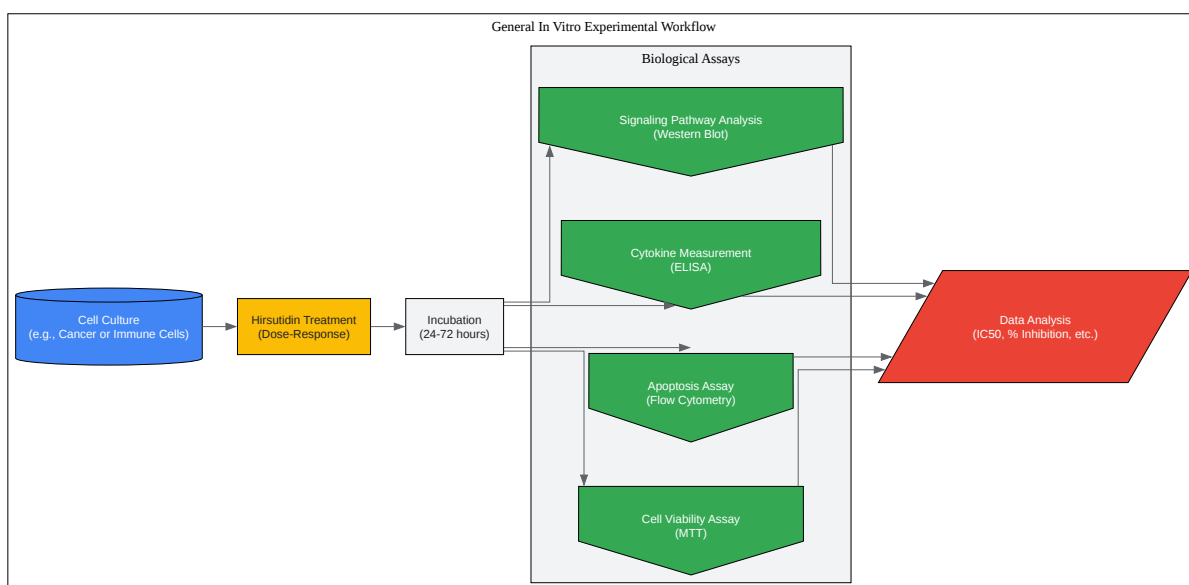 General In Vitro Experimental Workflow
Biological Assays
Signaling Pathway Analysis
(Western Blot)
Cytokine Measurement
(ELISA)
Cell Culture
(e.g., Cancer or Immune Cells)
Hirsutidin Treatment
(Dose-Response)
Incubation
(24-72 hours)
Data Analysis
(IC50, % Inhibition, etc.)
Apoptosis Assay
(Flow Cytometry)
Cell Viability Assay
(MTT)